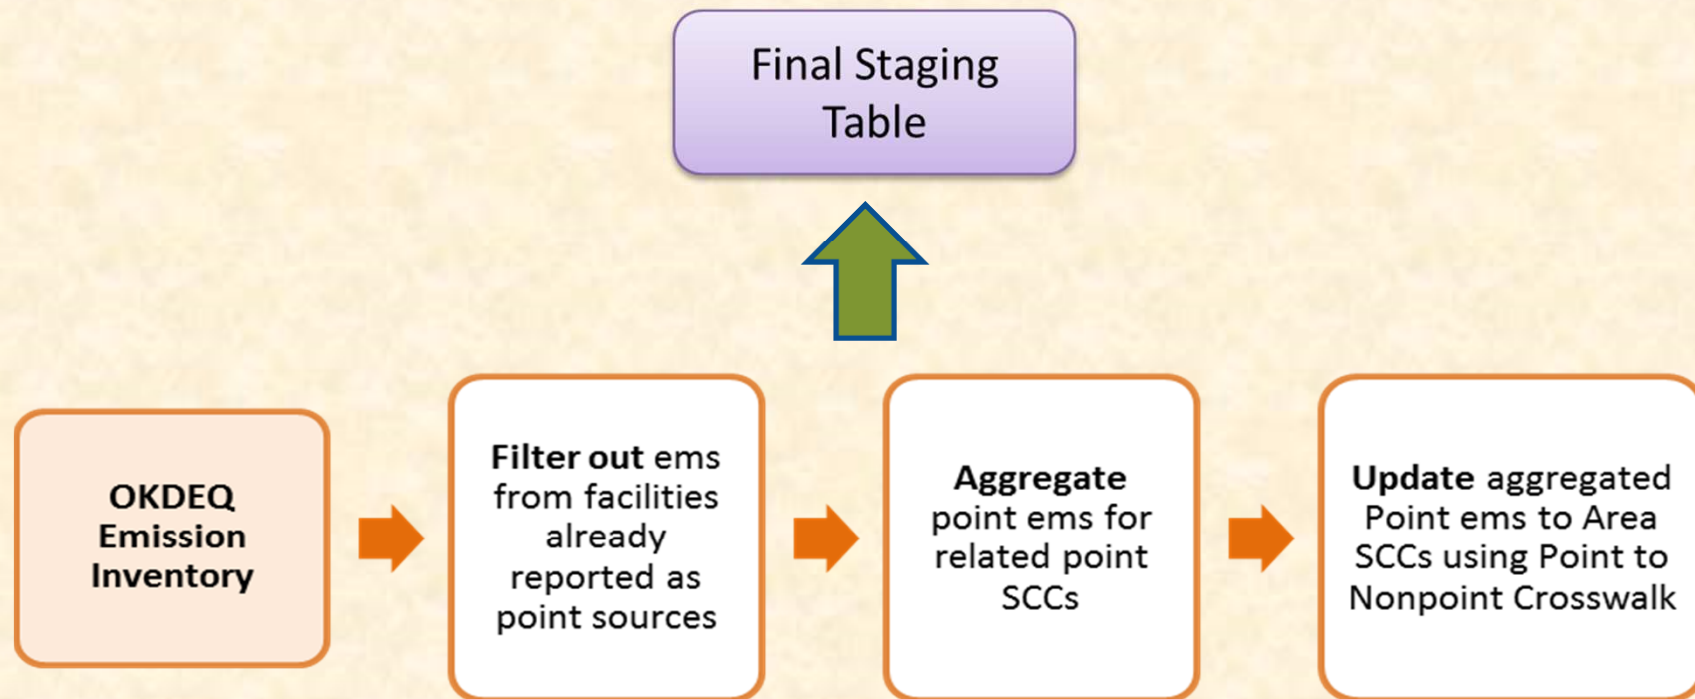 Final Staging
Table
OKDEQ
Emission
Inventory
Filter out ems
from facilities
already
reported as
point sources
Aggregate
point ems for
related point
SCCs
Update aggregated
Point ems to Area
SCCs using Point to
Nonpoint Crosswalk